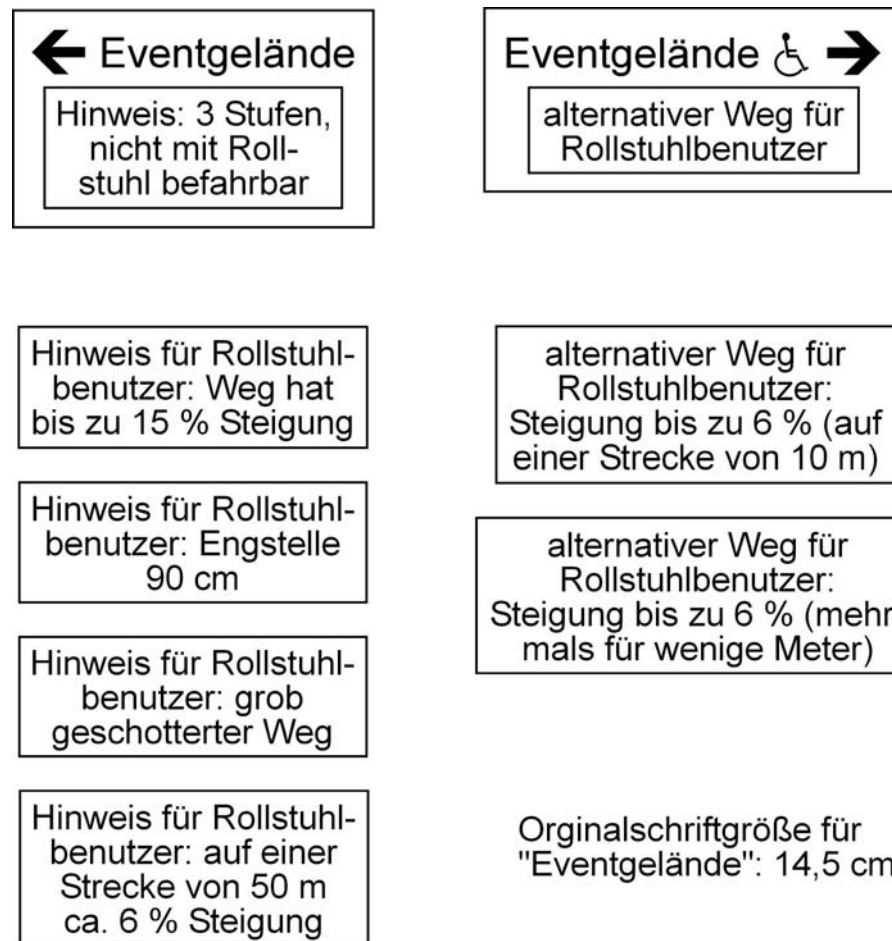 ← Eventgelände
Hinweis: 3 Stufen,
nicht mit Roll-
stuhl befahrbar
Eventgelände ♿ →
alternativer Weg für
Rollstuhlbenutzer
Hinweis für Rollstuhl-
benutzer: Weg hat
bis zu 15 % Steigung
Hinweis für Rollstuhl-
benutzer: Engstelle
90 cm
Hinweis für Rollstuhl-
benutzer: grob
geschotterter Weg
Hinweis für Rollstuhl-
benutzer: auf einer
Strecke von 50 m
ca. 6 % Steigung
alternativer Weg für
Rollstuhlbenutzer:
Steigung bis zu 6 % (auf
einer Strecke von 10 m)
alternativer Weg für
Rollstuhlbenutzer:
Steigung bis zu 6 % (mehr
mals für wenige Meter)
Orginalschriftgröße für
"Eventgelände": 14,5 cm